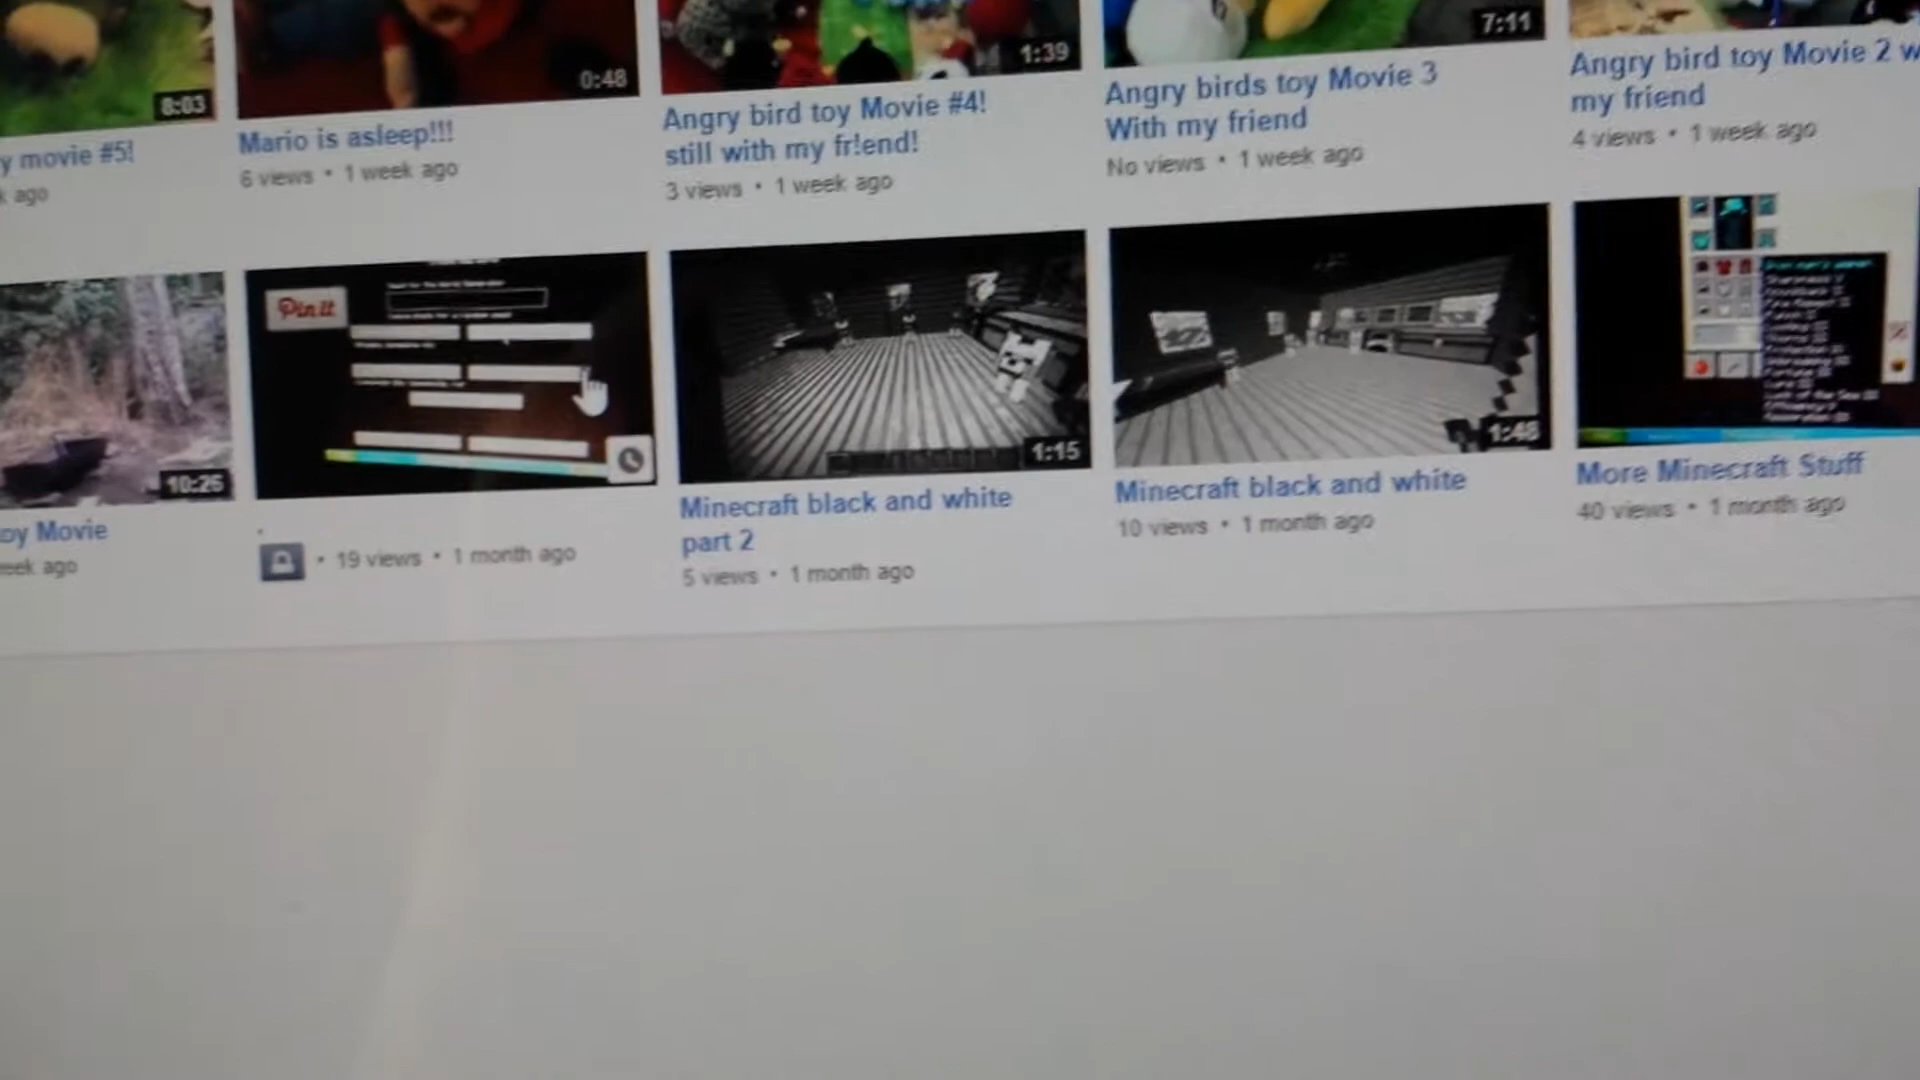 8:03
0:48
1:39
7:11
y movie #5!
k ago
Mario is asleep!!!
6 views • 1 week ago
Angry bird toy Movie #4!
still with my fr!end!
3 views • 1 week ago
Angry birds toy Movie 3
With my friend
No views • 1 week ago
Angry bird toy Movie 2 w
my friend
4 views • 1 week ago
Pin it
10:26
1:15
1:48
oy Movie
eek ago
.
• 19 views • 1 month ago
Minecraft black and white
part 2
5 views • 1 month ago
Minecraft black and white
10 views • 1 month ago
More Minecraft Stuff
40 views • 1 month ago